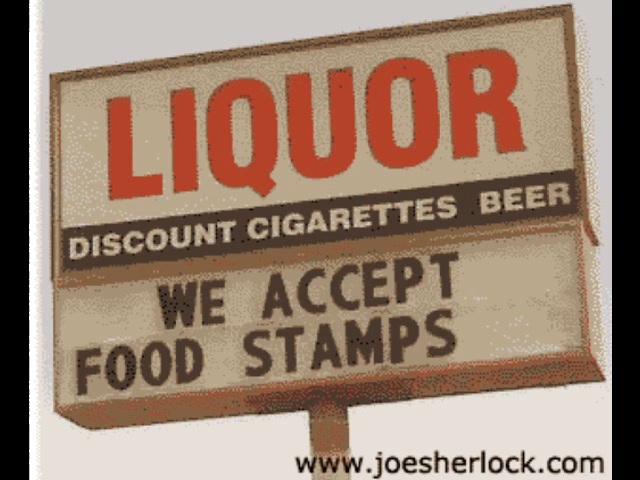 LIQUOR
DISCOUNT CIGARETTES BEER
WE ACCEPT
FOOD STAMPS
www.joesherlock.com